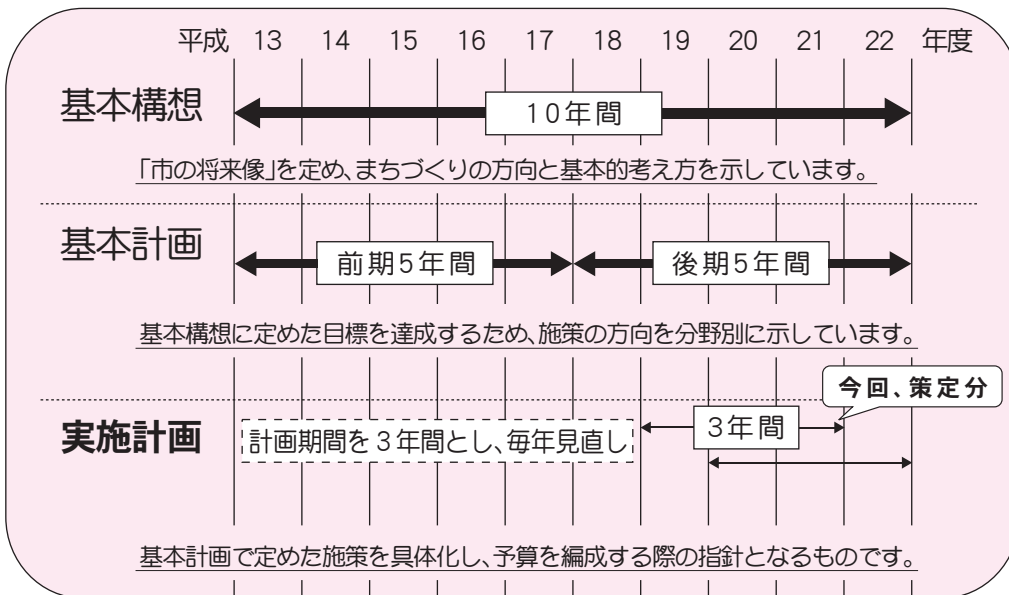 平成 13 14 15 16 17 18 19 20 21 22 年度
基本構想
10年間
「市の将来像」を定め、まちづくりの方向と基本的考え方を示しています。
基本計画
前期5年間
後期5年間
基本構想に定めた目標を達成するため、施策の方向を分野別に示しています。
今回、策定分
実施計画
計画期間を3年間とし、毎年見直し
3年間
基本計画で定めた施策を具体化し、予算を編成する際の指針となるものです。